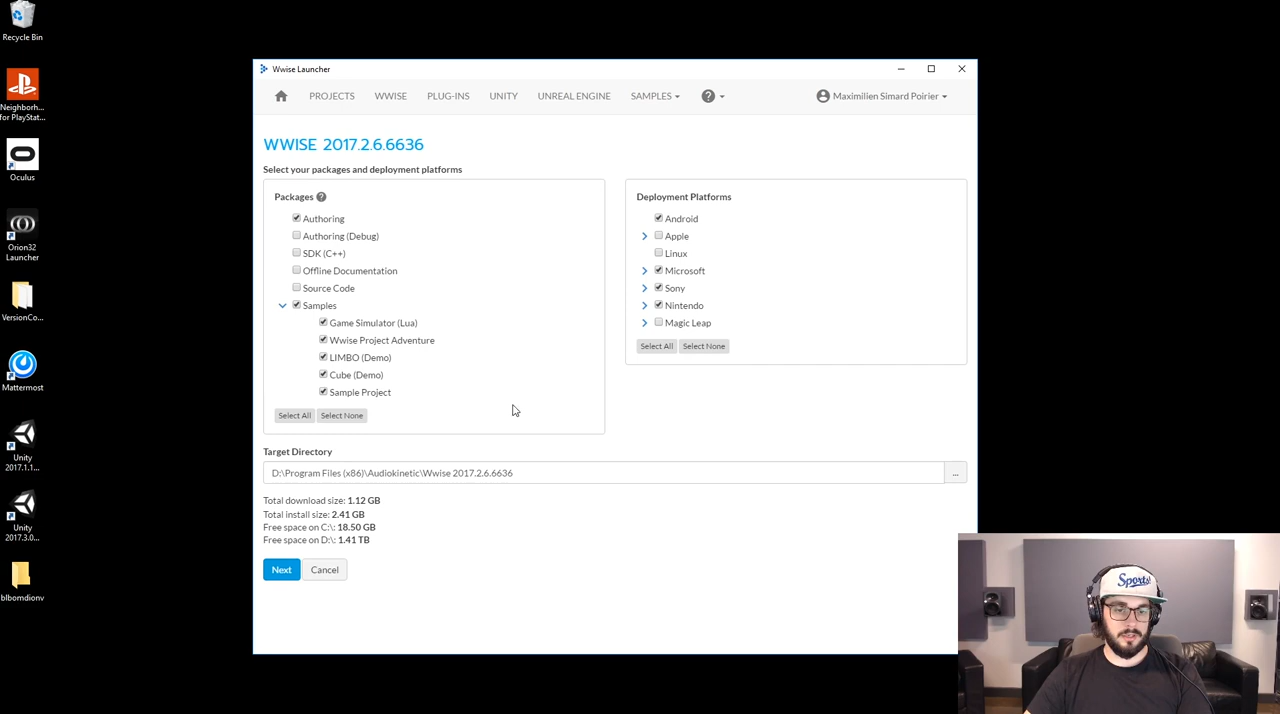 Recycle Bin
Neighborh...
for PlayStat...
Oculus
Orion32
Launcher
VersionCo...
Mattermost
Unity
2017.1.1...
Unity
2017.3.0...
blbomdionv
Wwise Launcher
PROJECTS WWISE PLUG-INS UNITY UNREAL ENGINE SAMPLES ? Maximilien Simard Poirier
WWISE 2017.2.6.6636
Select your packages and deployment platforms
Packages ?
Authoring
Authoring (Debug)
SDK (C++)
Offline Documentation
Source Code
Samples
Game Simulator (Lua)
Wwise Project Adventure
LIMBO (Demo)
Cube (Demo)
Sample Project
Select All Select None
Deployment Platforms
Android
Apple
Linux
Microsoft
Sony
Nintendo
Magic Leap
Select All Select None
Target Directory
D:\Program Files (x86)\Audiokinetic\Wwise 2017.2.6.6636 ...
Total download size: 1.12 GB
Total install size: 2.41 GB
Free space on C:\: 18.50 GB
Free space on D:\: 1.41 TB
Next Cancel
Sports!